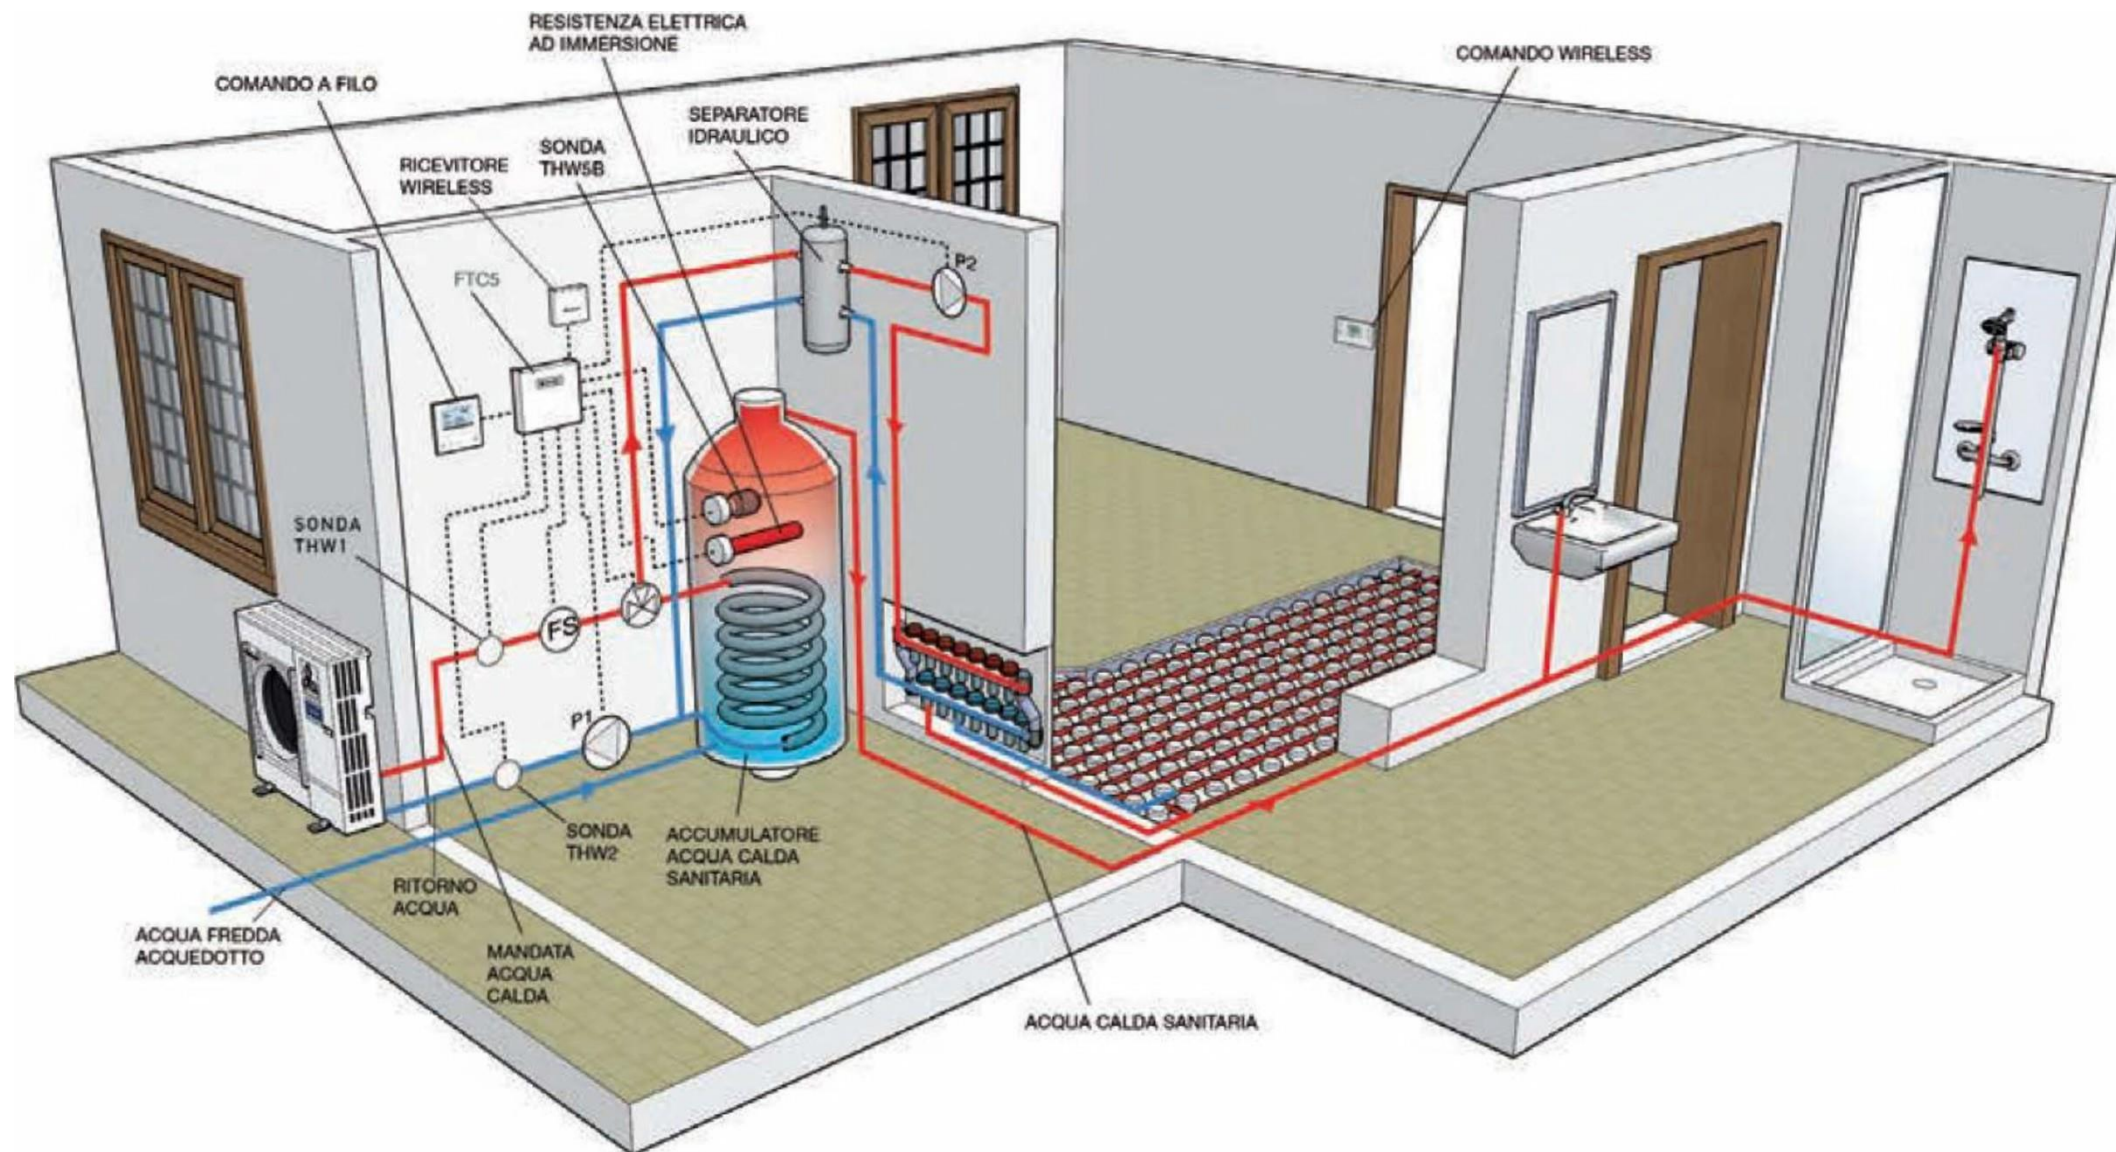 RESISTENZA ELETTRICA
AD IMMERSIONE
COMANDO WIRELESS
COMANDO A FILO
SEPARATORE
IDRAULICO
SONDA
THW5B
RICEVITORE
WIRELESS
P2
FTC5
SONDA
THW1
FS
P1
SONDA
THW2
ACCUMULATORE
ACQUA CALDA
SANITARIA
RITORNO
ACQUA
ACQUA FREDDA
ACQUEDOTTO
MANDATA
ACQUA
CALDA
ACQUA CALDA SANITARIA